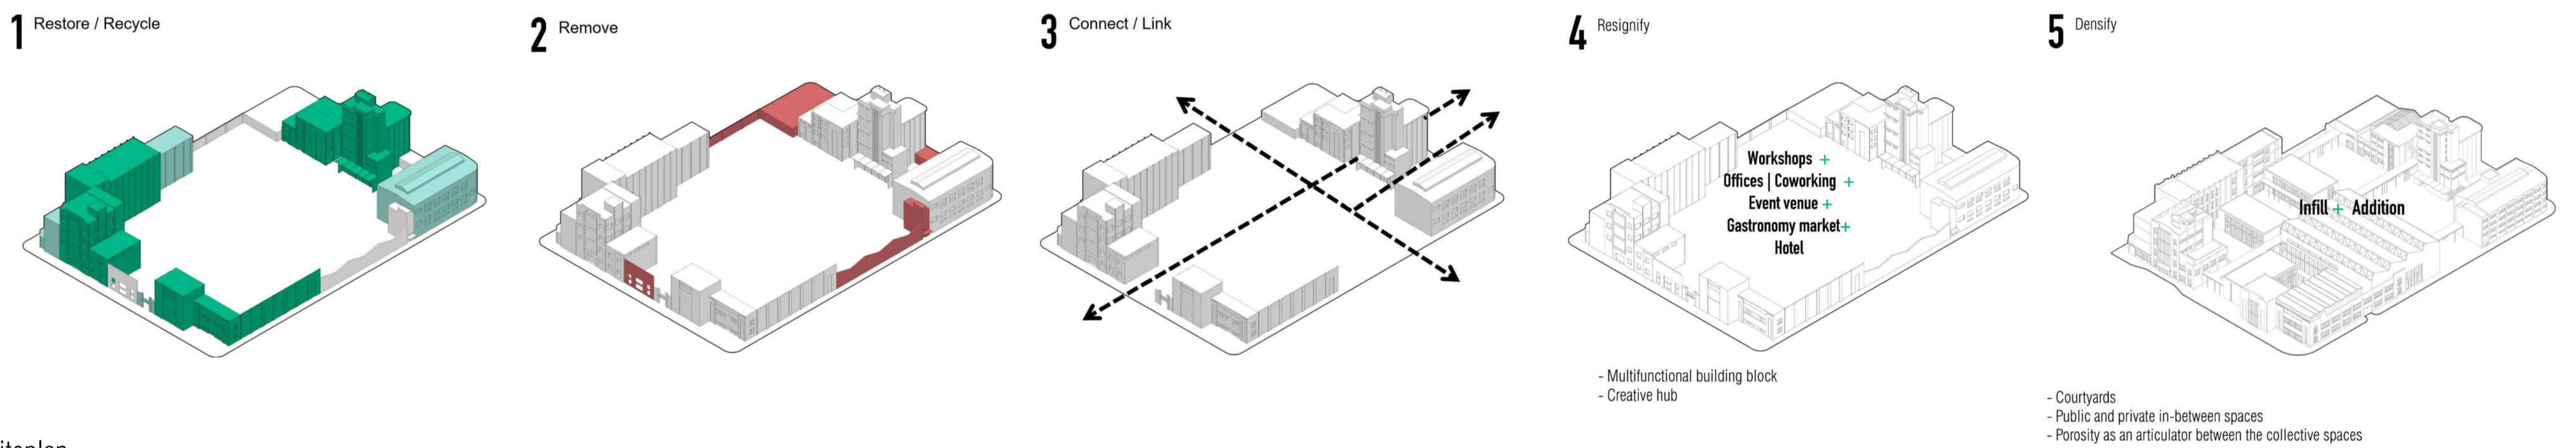 1 Restore / Recycle
2 Remove
3 Connect / Link
4 Resignify
5 Densify
Workshops +
Offices | Coworking +
Event venue +
Gastronomy market+
Hotel
Infill + Addition
- Multifunctional building block
- Creative hub
- Courtyards
- Public and private in-between spaces
- Porosity as an articulator between the collective spaces